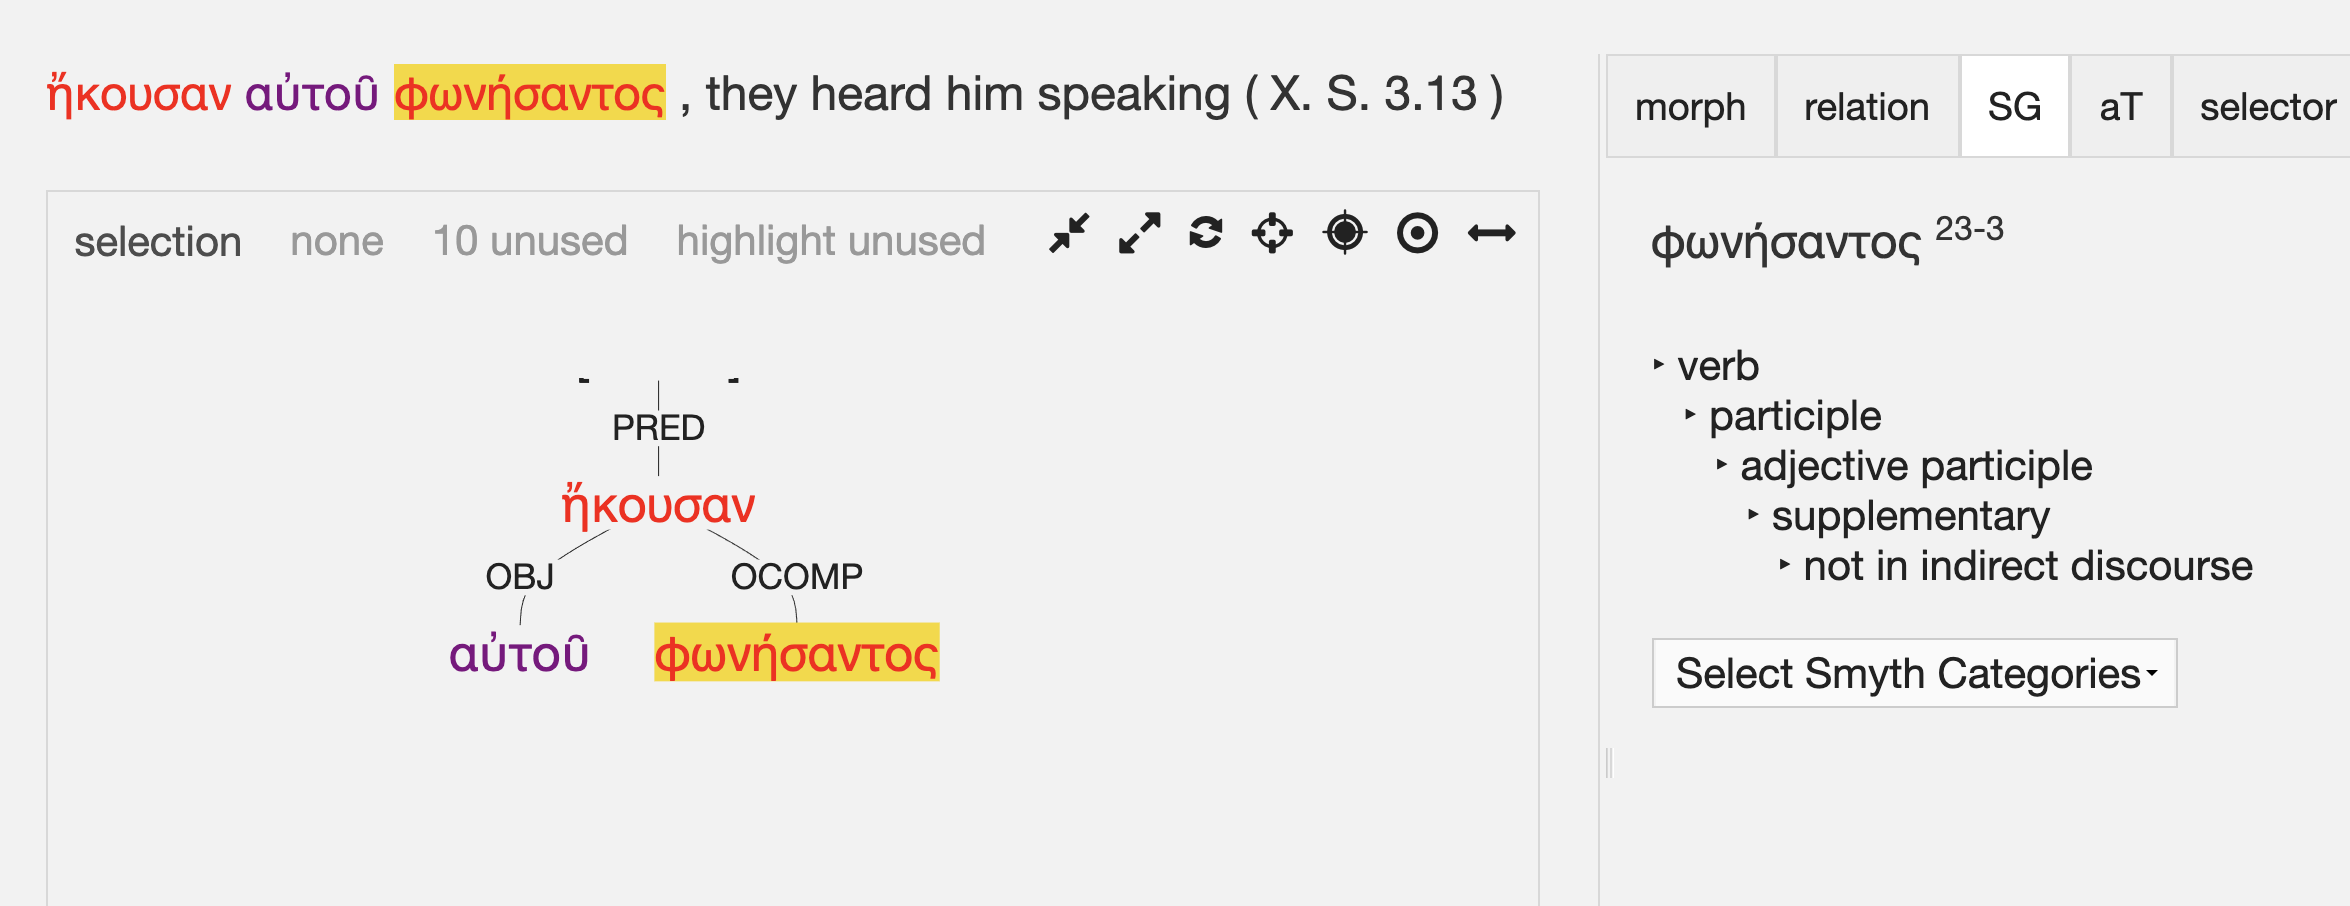 ἤκουσαν αὐτοῦ φωνήσαντος , they heard him speaking ( X. S. 3.13 )
morph relation SG aT selector
selection none 10 unused highlight unused
φωνήσαντος 23-3
verb
participle
adjective participle
supplementary
not in indirect discourse
Select Smyth Categories
PRED
ἤκουσαν
OBJ OCOMP
αὐτοῦ φωνήσαντος